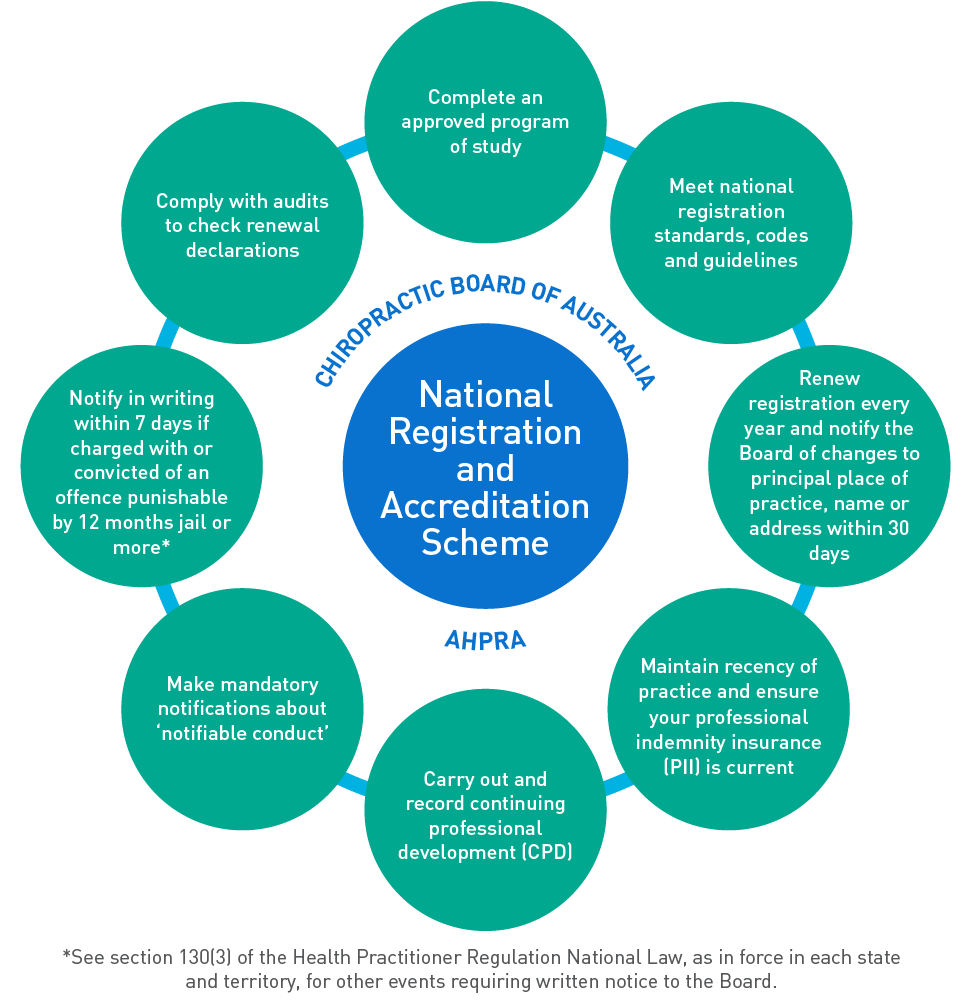 Complete an
approved program
of study
Meet national
registration
standards, codes
and guidelines
Renew
registration every
year and notify the
Board of changes to
principal place of
practice, name or
address within 30
days
Maintain recency of
practice and ensure
your professional
indemnity insurance
(PII) is current
Carry out and
record continuing
professional
development (CPD)
Make mandatory
notifications about
‘notifiable conduct’
Notify in writing
within 7 days if
charged with or
convicted of an
offence punishable
by 12 months jail or
more*
Comply with audits
to check renewal
declarations
CHIROPRACTIC BOARD OF AUSTRALIA
National
Registration
and
Accreditation
Scheme
AHPRA
*See section 130(3) of the Health Practitioner Regulation National Law, as in force in each state
and territory, for other events requiring written notice to the Board.